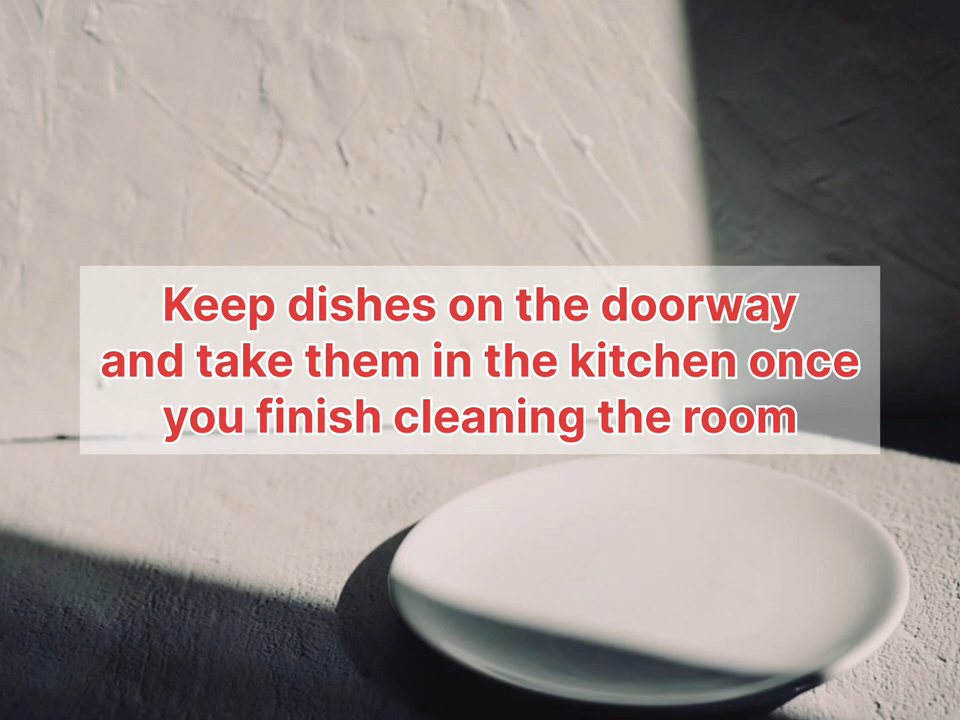 Keep dishes on the doorway
and take them in the kitchen once
you finish cleaning the room